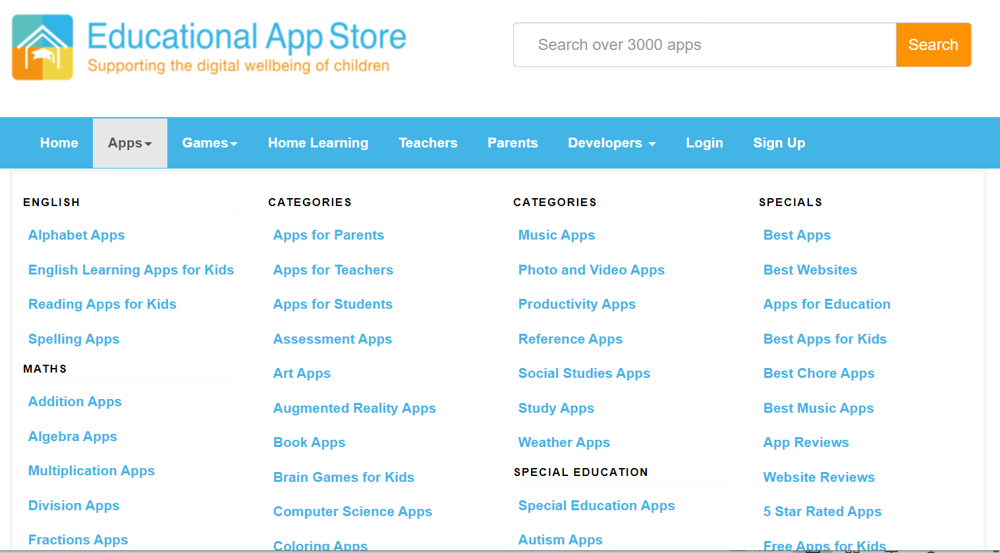 Educational App Store
Supporting the digital wellbeing of children
Search over 3000 apps
Search
Home
Apps
Games
Home Learning
Teachers
Parents
Developers
Login
Sign Up
ENGLISH
Alphabet Apps
English Learning Apps for Kids
Reading Apps for Kids
Spelling Apps
MATHS
Addition Apps
Algebra Apps
Multiplication Apps
Division Apps
Fractions Apps
CATEGORIES
Apps for Parents
Apps for Teachers
Apps for Students
Assessment Apps
Art Apps
Augmented Reality Apps
Book Apps
Brain Games for Kids
Computer Science Apps
Coloring Apps
CATEGORIES
Music Apps
Photo and Video Apps
Productivity Apps
Reference Apps
Social Studies Apps
Study Apps
Weather Apps
SPECIAL EDUCATION
Special Education Apps
Autism Apps
SPECIALS
Best Apps
Best Websites
Apps for Education
Best Apps for Kids
Best Chore Apps
Best Music Apps
App Reviews
Website Reviews
5 Star Rated Apps
Free Apps for Kids